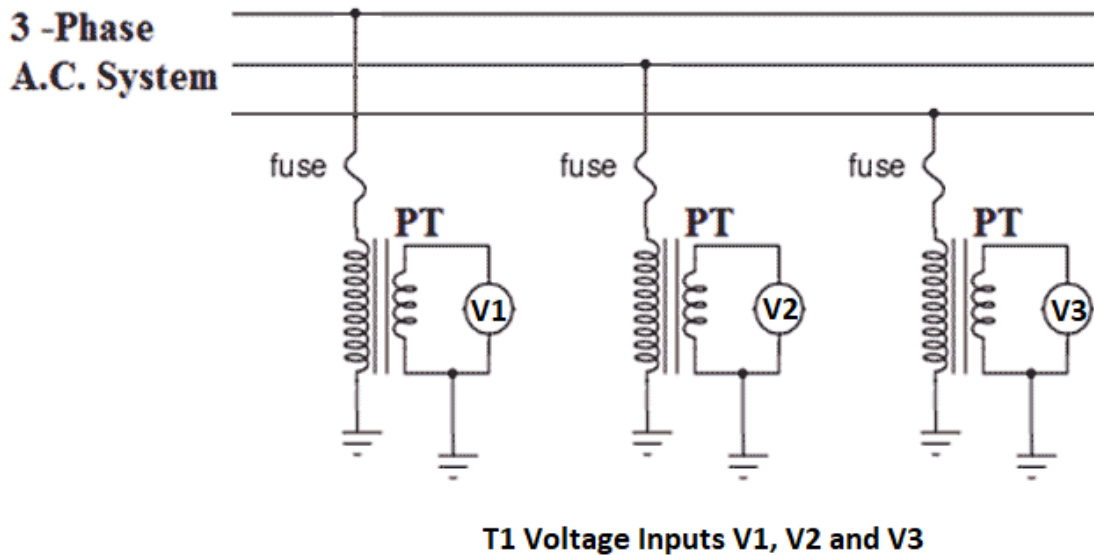 3 -Phase
A.C. System
fuse
fuse
fuse
PT
PT
PT
V1
V2
V3
T1 Voltage Inputs V1, V2 and V3